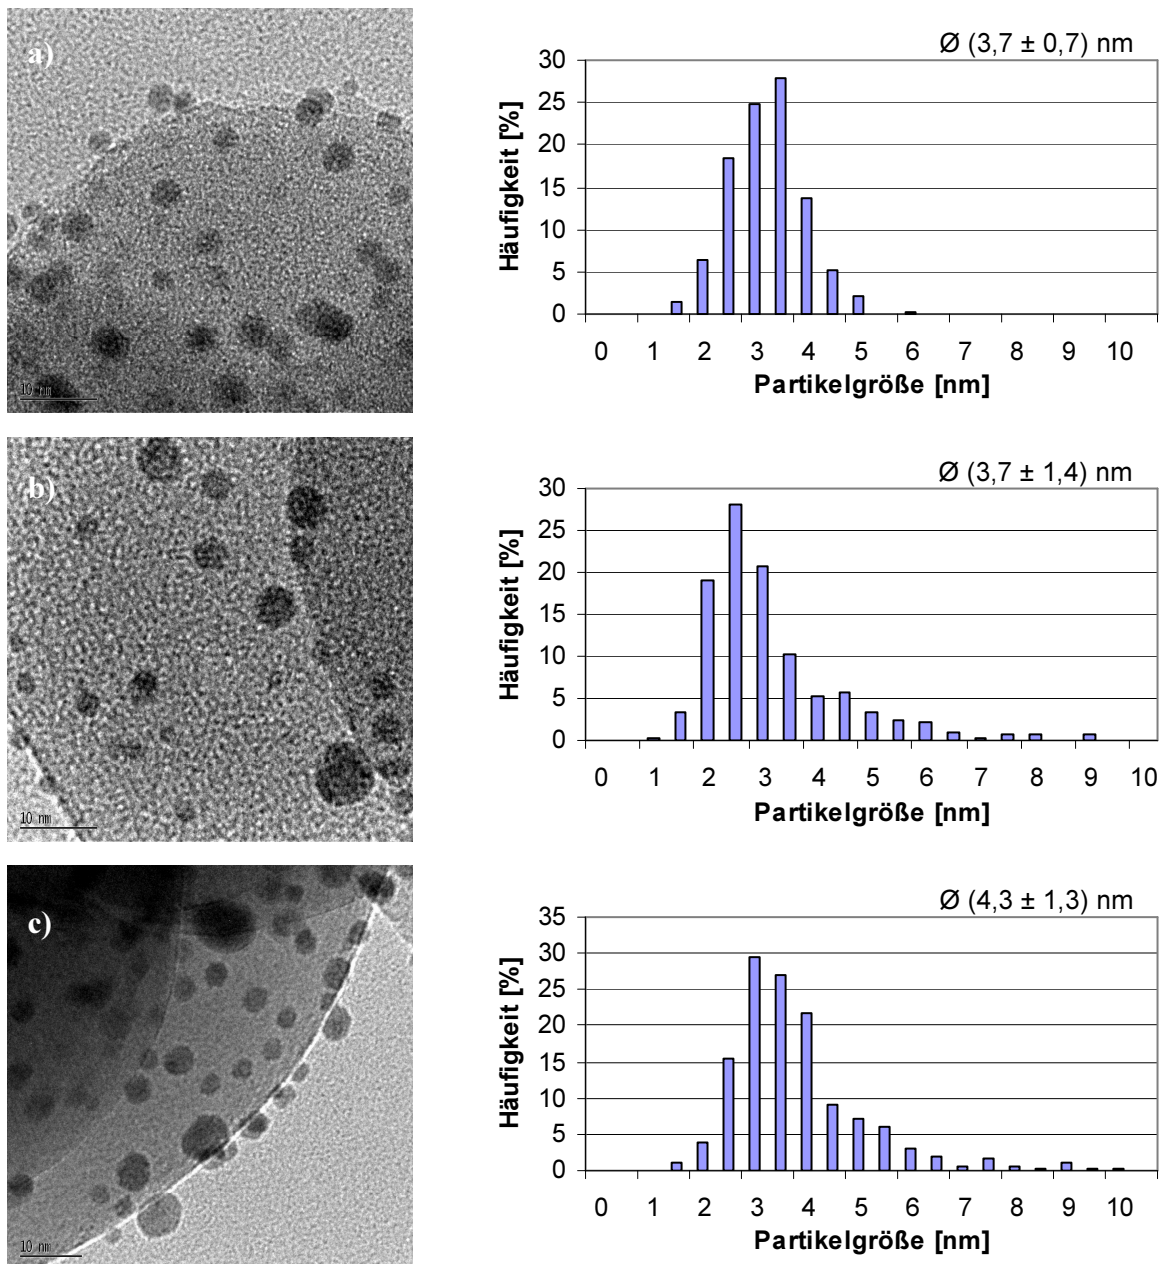 a)
10 nm
Ø (3,7 ± 0,7) nm
Häufigkeit [%]
30
25
20
15
10
5
0
0 1 2 3 4 5 6 7 8 9 10
Partikelgröße [nm]
b)
10 nm
Ø (3,7 ± 1,4) nm
Häufigkeit [%]
30
25
20
15
10
5
0
0 1 2 3 4 5 6 7 8 9 10
Partikelgröße [nm]
c)
10 nm
Ø (4,3 ± 1,3) nm
Häufigkeit [%]
35
30
25
20
15
10
5
0
0 1 2 3 4 5 6 7 8 9 10
Partikelgröße [nm]